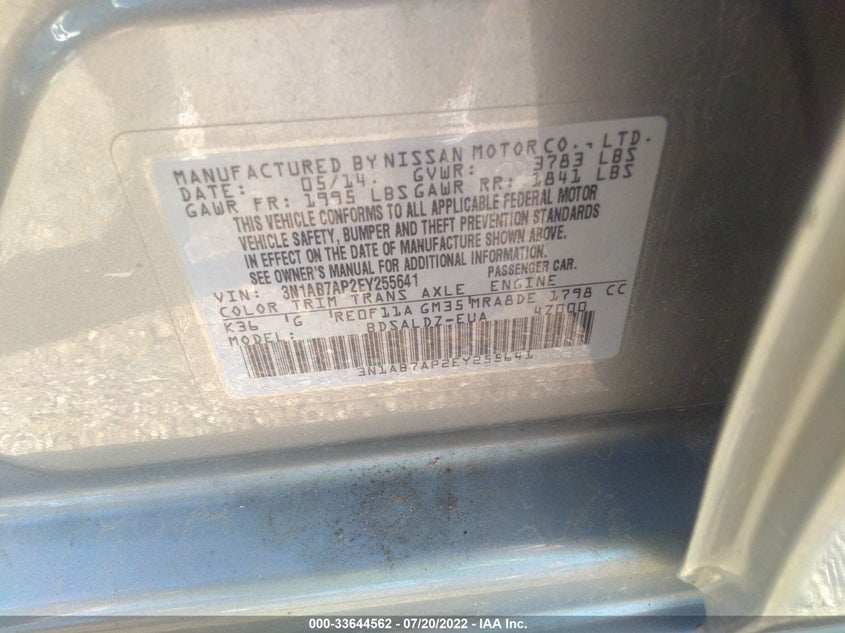 MANUFACTURED BY NISSAN MOTOR CO., LTD.
DATE: 05/14. GVWR: 3783 LBS
GAWR FR: 1995 LBS GAWR RR: 1841 LBS
THIS VEHICLE CONFORMS TO ALL APPLICABLE FEDERAL MOTOR
VEHICLE SAFETY, BUMPER AND THEFT PREVENTION STANDARDS
IN EFFECT ON THE DATE OF MANUFACTURE SHOWN ABOVE.
SEE OWNER'S MANUAL FOR ADDITIONAL INFORMATION.
VIN: 3N1AB7AP2EY255641 PASSENGER CAR.
COLOR TRIM TRANS AXLE ENGINE
K36 G RE0F11A GM35 MRA8DE 1798 CC
MODEL: BDSALDZ-EUA 47000
3N1AB7AP2EY255641
000-33644562 / 07/20/2022 / IAA Inc.